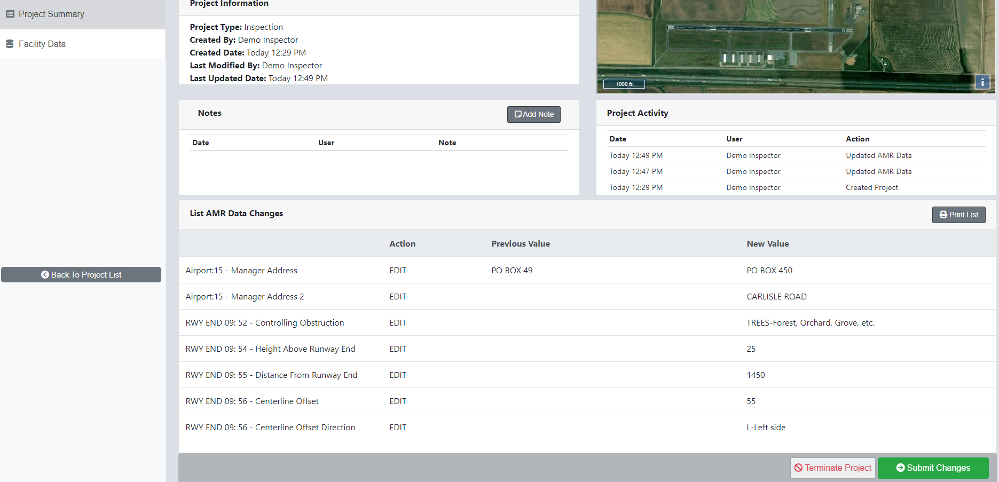 Project Summary
Facility Data
Back To Project List
Project Information
Project Type: Inspection
Created By: Demo Inspector
Created Date: Today 12:29 PM
Last Modified By: Demo Inspector
Last Updated Date: Today 12:49 PM
1000 ft
i
Notes
Add Note
Date User Note
Project Activity
Date User Action
Today 12:49 PM Demo Inspector Updated AMR Data
Today 12:47 PM Demo Inspector Updated AMR Data
Today 12:29 PM Demo Inspector Created Project
List AMR Data Changes
Print List
Action Previous Value New Value
Airport:15 - Manager Address EDIT PO BOX 49 PO BOX 450
Airport:15 - Manager Address 2 EDIT CARLISLE ROAD
RWY END 09: 52 - Controlling Obstruction EDIT TREES-Forest, Orchard, Grove, etc.
RWY END 09: 54 - Height Above Runway End EDIT 25
RWY END 09: 55 - Distance From Runway End EDIT 1450
RWY END 09: 56 - Centerline Offset EDIT 55
RWY END 09: 56 - Centerline Offset Direction EDIT L-Left side
Terminate Project
Submit Changes